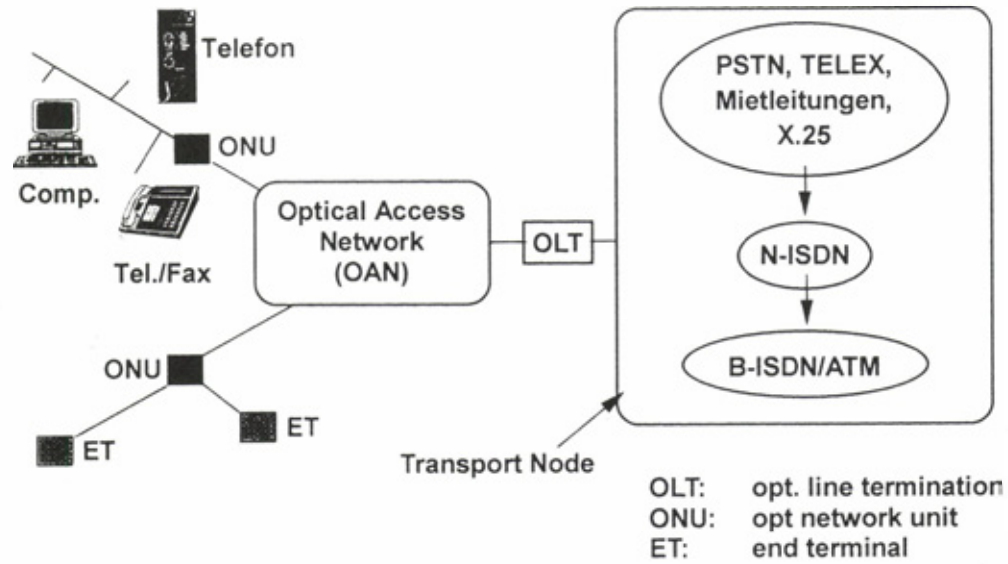 Telefon
ONU
Comp.
Tel./Fax
Optical Access
Network
(OAN)
OLT
PSTN, TELEX,
Mietleitungen,
X.25
N-ISDN
B-ISDN/ATM
ONU
ET
ET
Transport Node
OLT: opt. line termination
ONU: opt network unit
ET: end terminal